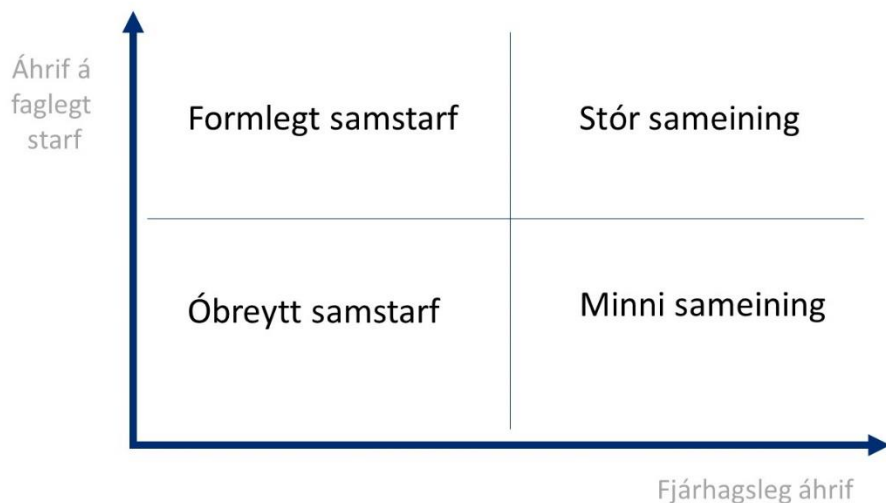 Áhrif á
faglegt
starf
Formlegt samstarf
Stór sameining
Óbreytt samstarf
Minni sameining
Fjárhagsleg áhrif